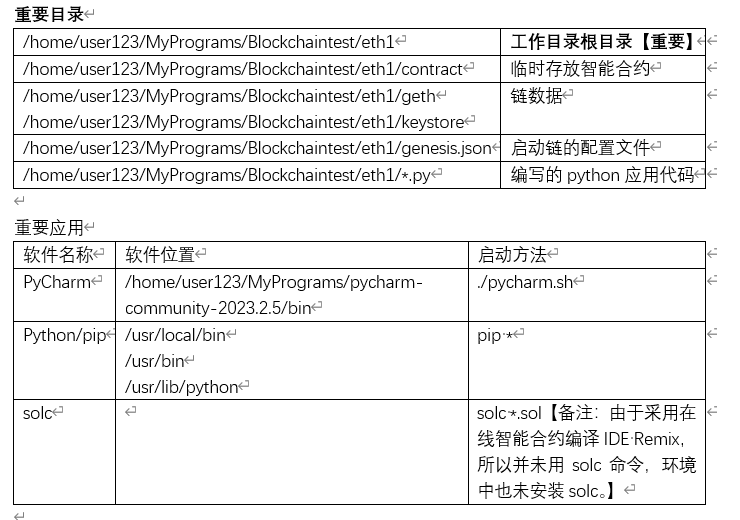 重要目录
/home/user123/MyPrograms/Blockchaintest/eth1 工作目录根目录【重要】
/home/user123/MyPrograms/Blockchaintest/eth1/contract 临时存放智能合约
/home/user123/MyPrograms/Blockchaintest/eth1/geth 链数据
/home/user123/MyPrograms/Blockchaintest/eth1/keystore
/home/user123/MyPrograms/Blockchaintest/eth1/genesis.json 启动链的配置文件
/home/user123/MyPrograms/Blockchaintest/eth1/*.py 编写的 python 应用代码
重要应用
软件名称 软件位置 启动方法
PyCharm /home/user123/MyPrograms/pycharm- ./pycharm.sh
community-2023.2.5/bin
Python/pip /usr/local/bin pip *
/usr/bin
/usr/lib/python
solc solc *.sol【备注：由于采用在
线智能合约编译 IDE Remix，
所以并未用 solc 命令，环境
中也未安装 solc。】